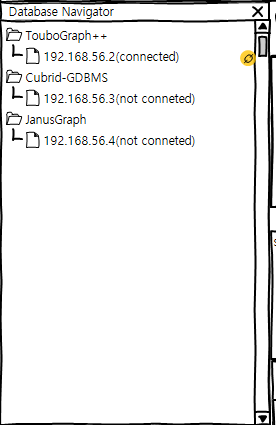 Database Navigator
TouboGraph++
192.168.56.2(connected)
Cubrid-GDBMS
192.168.56.3(not conneted)
JanusGraph
192.168.56.4(not conneted)